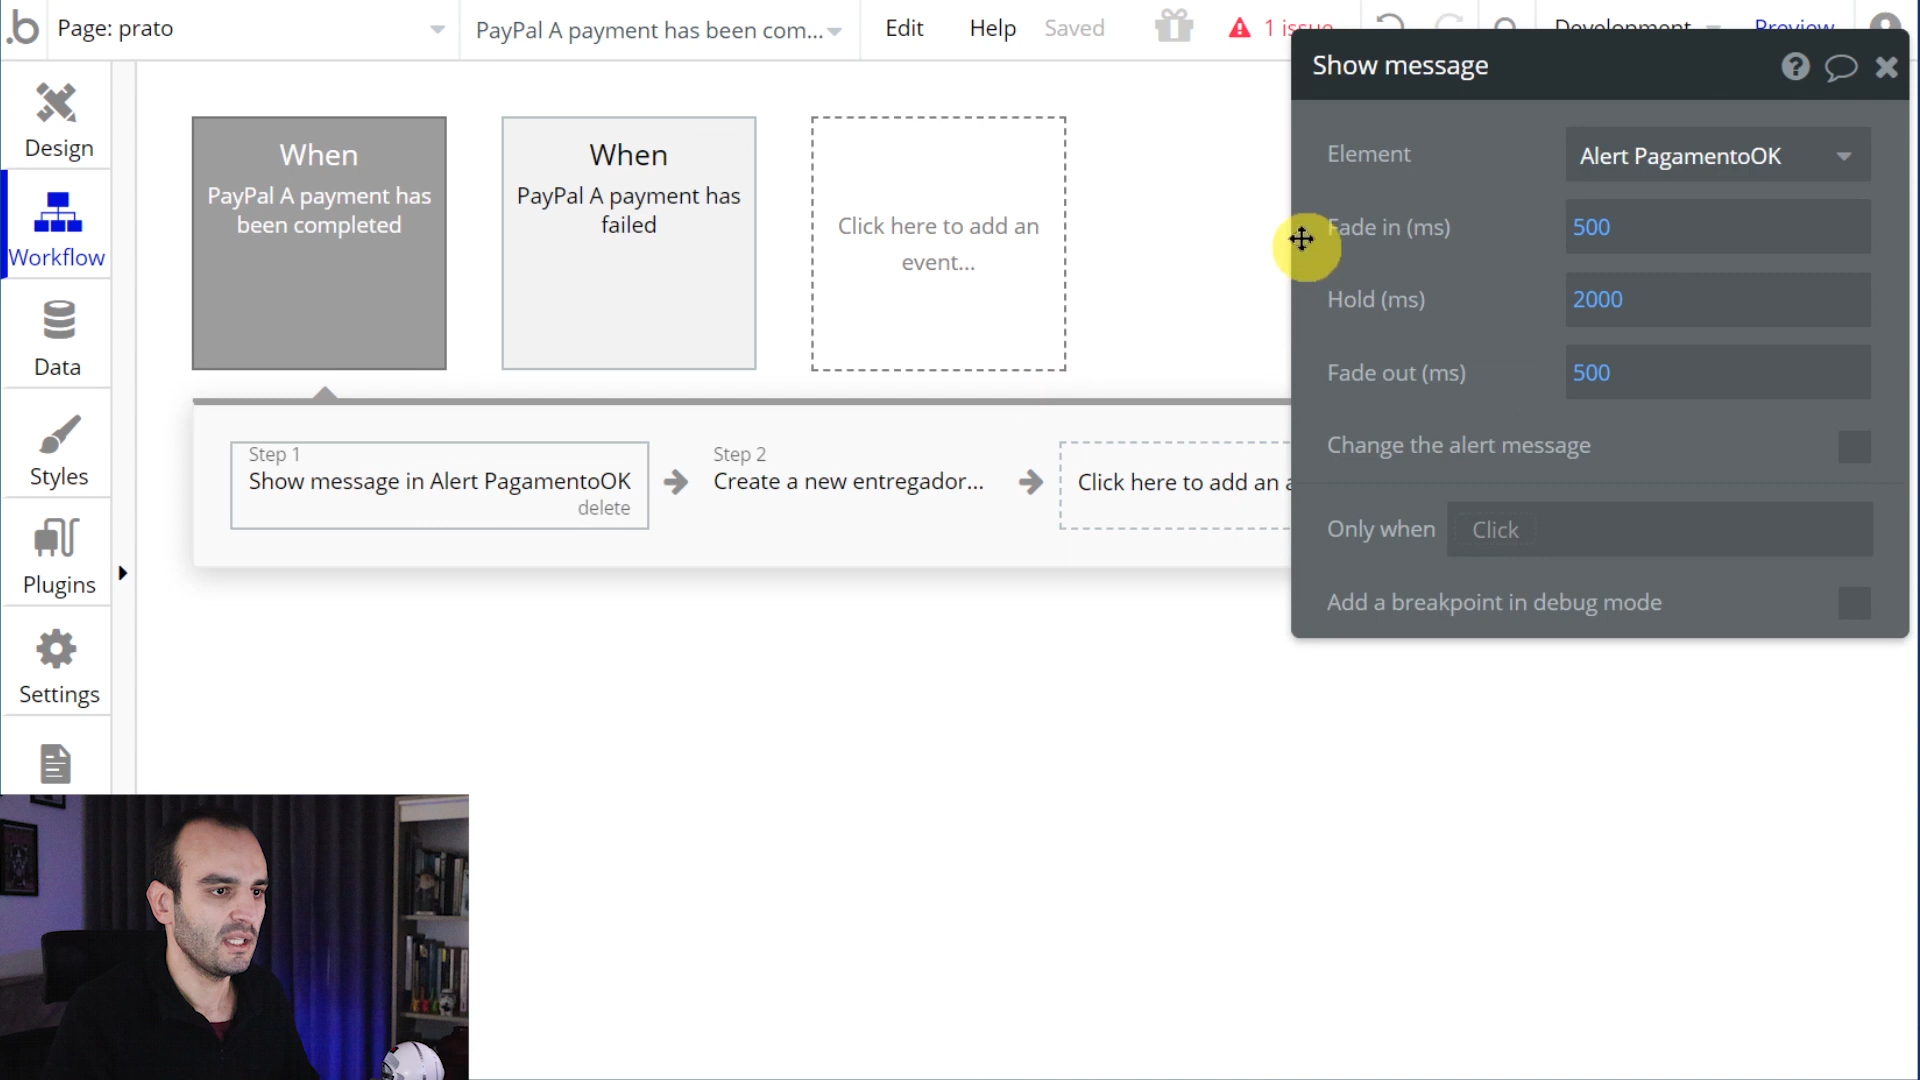 .b
Page: prato
PayPal A payment has been com...
Edit
Help
Saved
1 issue
Development
Preview
Design
Workflow
Data
Styles
Plugins
Settings
When
PayPal A payment has
been completed
When
PayPal A payment has
failed
Click here to add an
event...
Step 1
Show message in Alert PagamentoOK
delete
Step 2
Create a new entregador...
Click here to add an a
Show message
Element
Alert PagamentoOK
Fade in (ms)
500
Hold (ms)
2000
Fade out (ms)
500
Change the alert message
Only when
Click
Add a breakpoint in debug mode